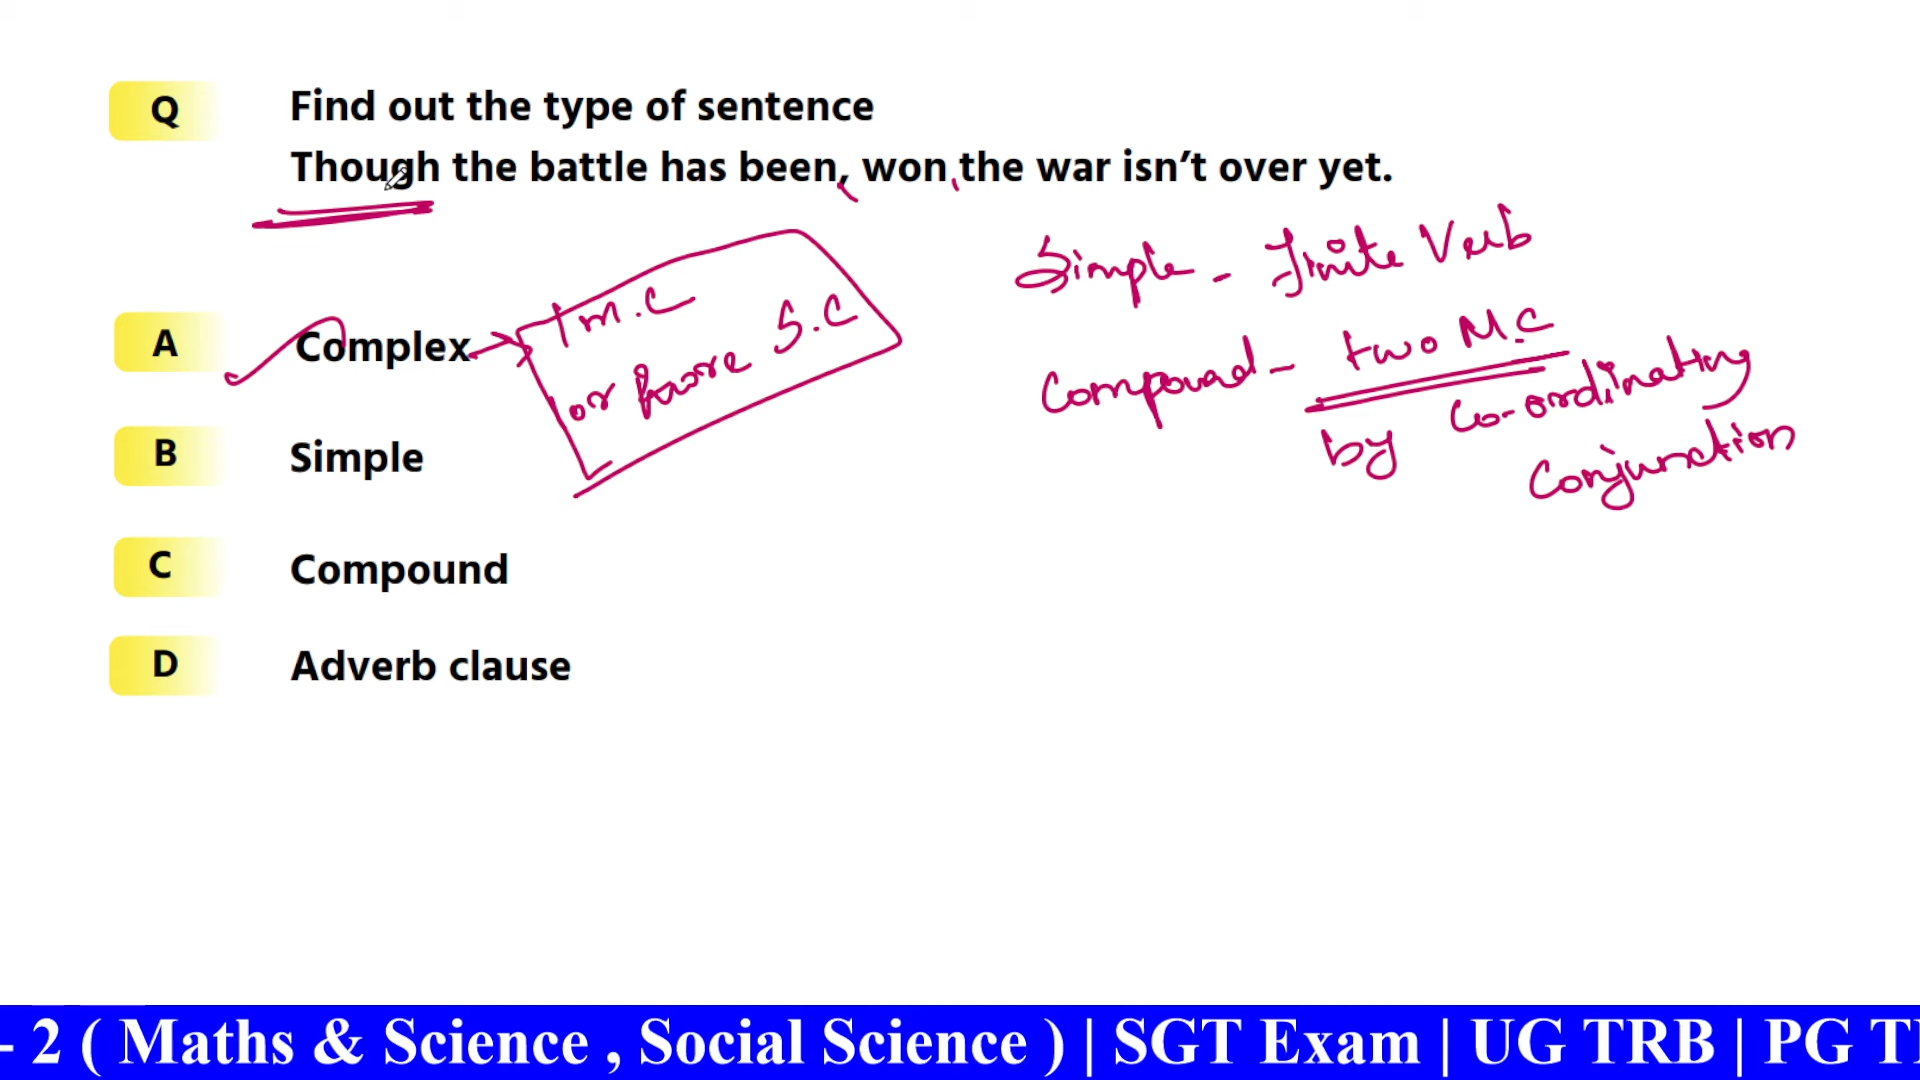 Q Find out the type of sentence
Though the battle has been, won,the war isn't over yet.
Simple - Finite Verb
A Complex
1 M.C
1 or more S.C
Compound - two M.C
by Co-ordinating
Conjunction
B Simple
C Compound
D Adverb clause
- 2 ( Maths & Science , Social Science ) | SGT Exam | UG TRB | PG T